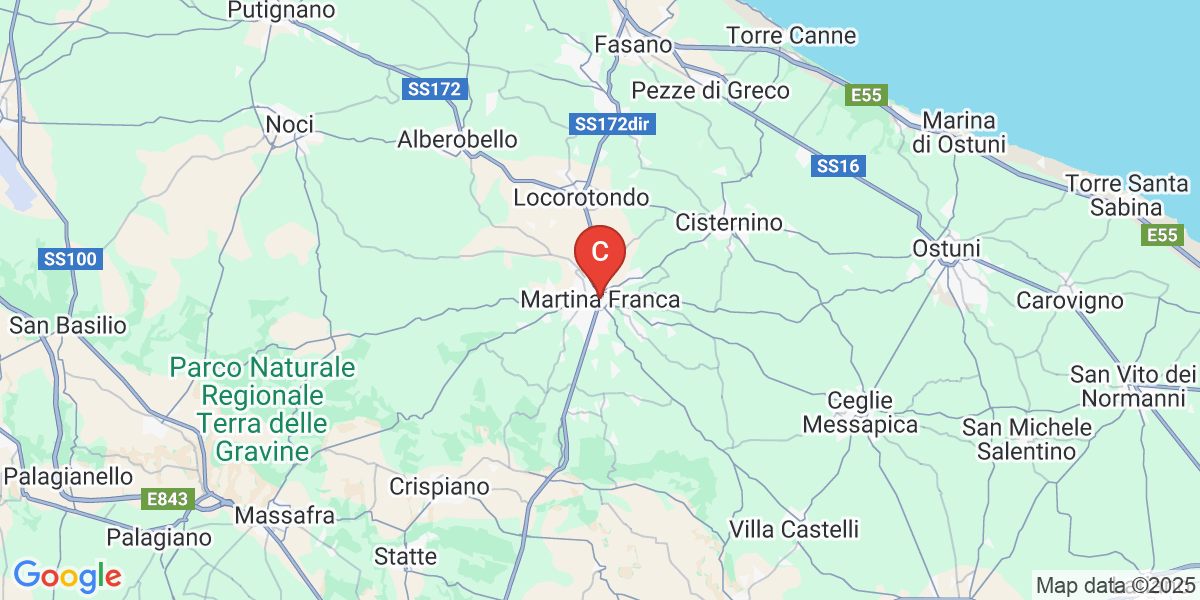 Putignano
Fasano
Torre Canne
SS172
Pezze di Greco
E55
Noci
Alberobello
SS172dir
Marina
di Ostuni
SS16
Locorotondo
Torre Santa
Sabina
Cisternino
E55
Ostuni
C
SS100
Martina Franca
Carovigno
San Basilio
Parco Naturale
Regionale
Terra delle
Gravine
San Vito dei
Normanni
Ceglie
Messapica
San Michele
Salentino
Palagianello
E843
Crispiano
Massafra
Villa Castelli
Palagiano
Statte
Google
Map data ©2025